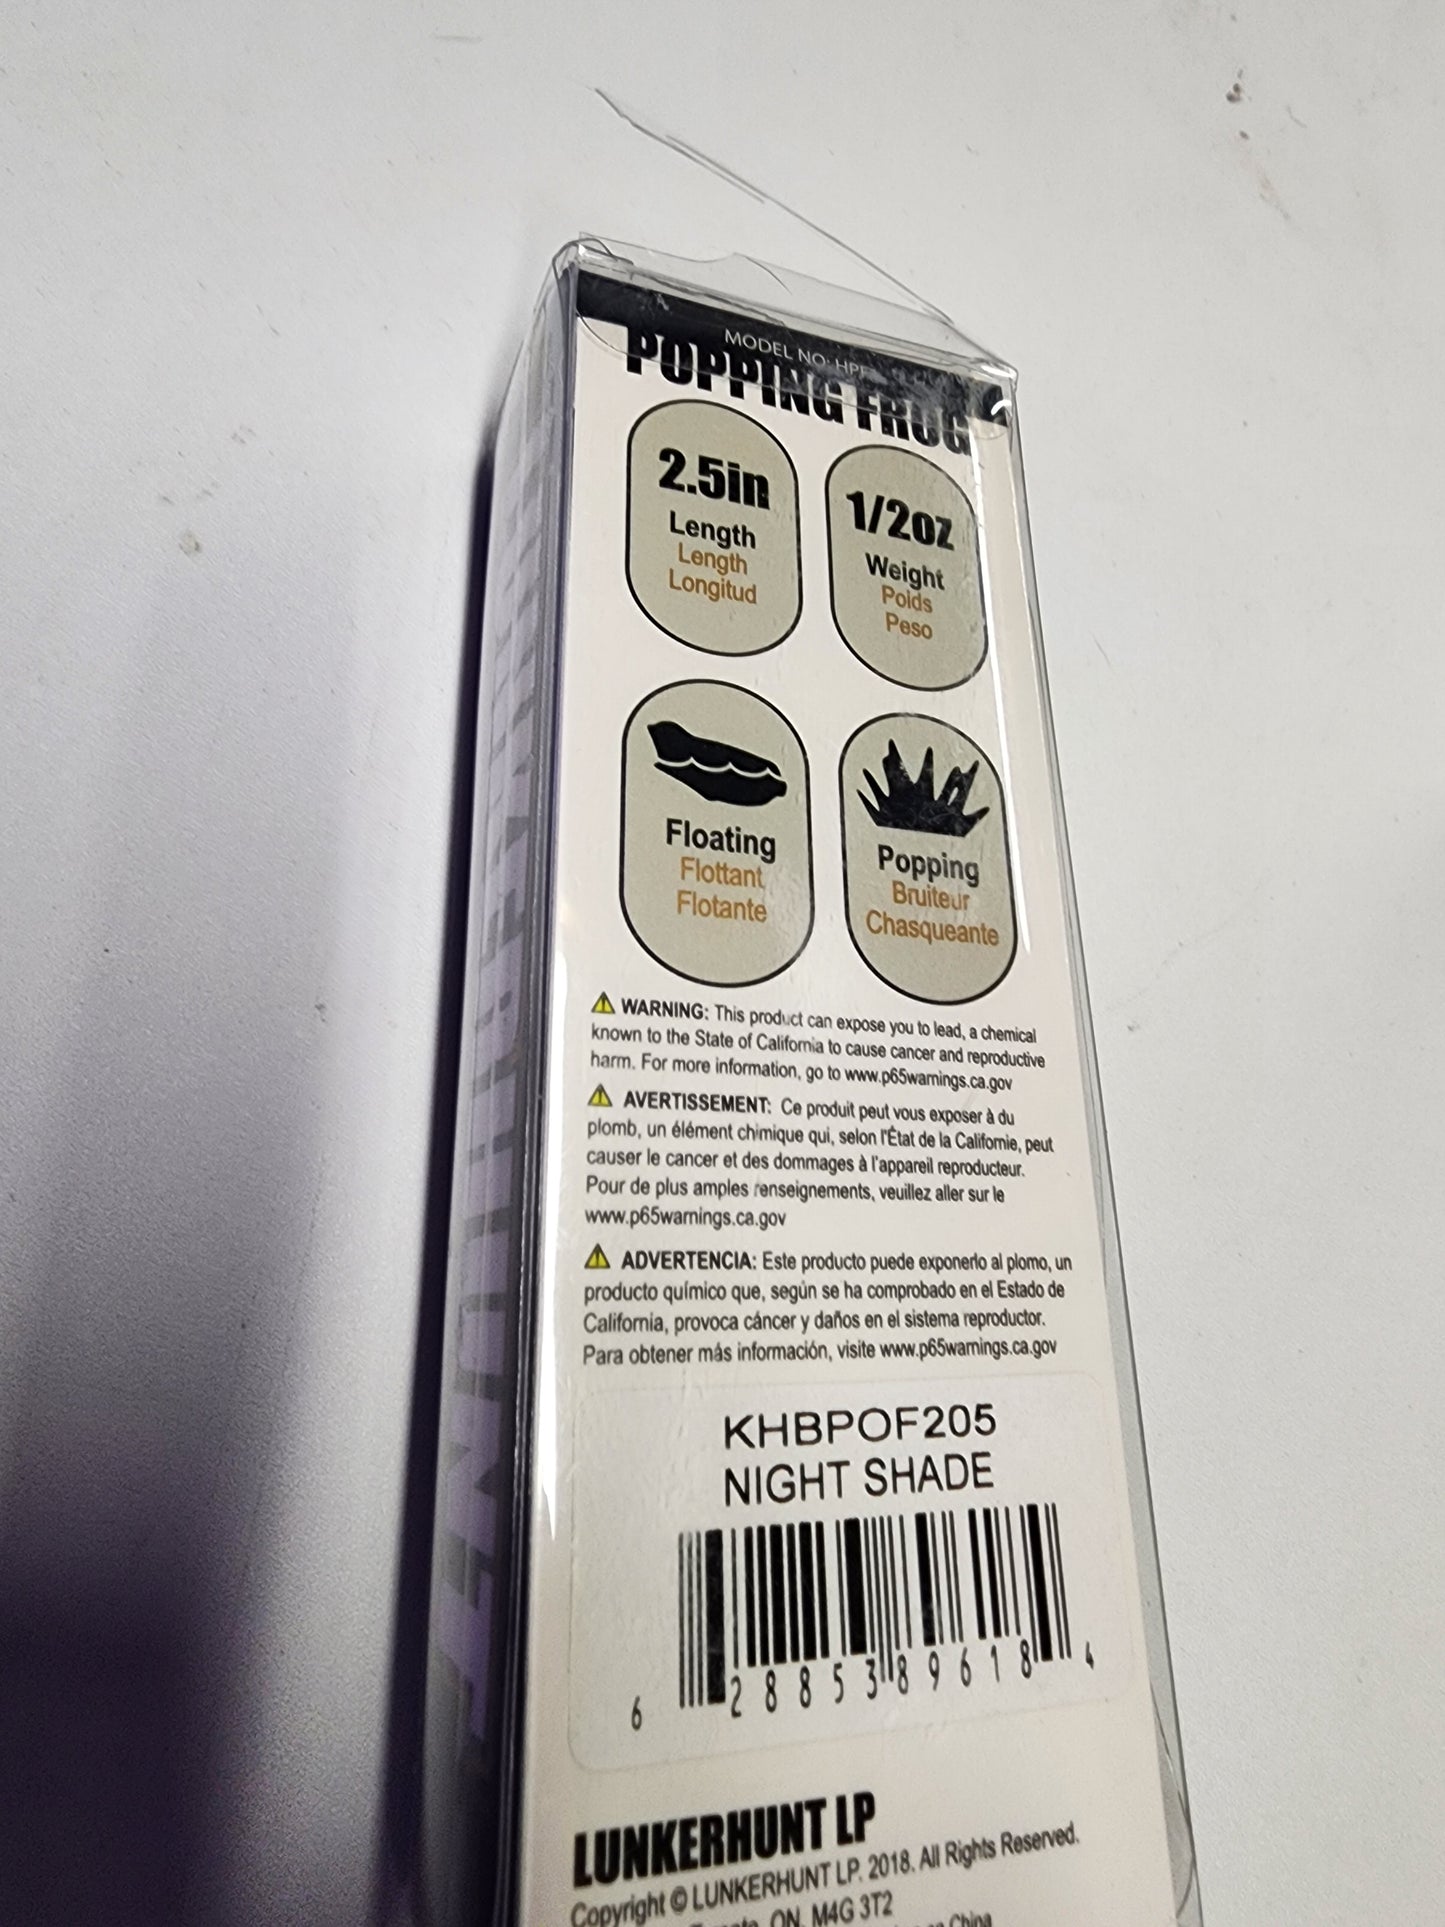 MODEL NO:
POPPING FROG
2.5in
Length
Length
Longitud
1/2oz
Weight
Poids
Peso
Floating
Flottant
Flotante
Popping
Bruiteur
Chasqueante
WARNING: This product can expose you to lead, a chemical
known to the State of California to cause cancer and reproductive
harm. For more information, go to www.p65warnings.ca.gov
AVERTISSEMENT: Ce produit peut vous exposer à du
plomb, un élément chimique qui, selon l'État de la Californie, peut
causer le cancer et des dommages à l'appareil reproducteur.
Pour de plus amples renseignements, veuillez aller sur le
www.p65warnings.ca.gov
ADVERTENCIA: Este producto puede exponerlo al plomo, un
producto químico que, según se ha comprobado en el Estado de
California, provoca cáncer y daños en el sistema reproductor.
Para obtener más información, visite www.p65warnings.ca.gov
KHBPOF205
NIGHT SHADE
6 28853 89618 4
LUNKERHUNT LP
Copyright © LUNKERHUNT LP. 2018. All Rights Reserved.
ON, M4G 3T2
China
LUNKERHUNT